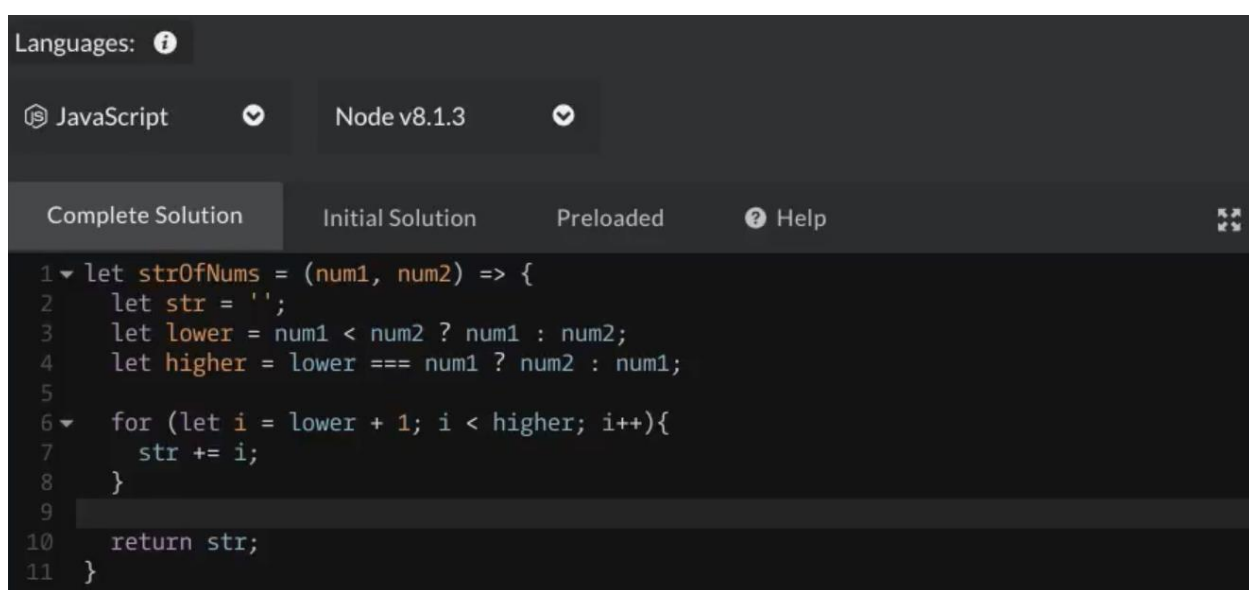 Languages:
JavaScript Node v8.1.3
Complete Solution Initial Solution Preloaded Help
1 let strOfNums = (num1, num2) => {
2 let str = '';
3 let lower = num1 < num2 ? num1 : num2;
4 let higher = lower === num1 ? num2 : num1;
5
6 for (let i = lower + 1; i < higher; i++){
7 str += i;
8 }
9
10 return str;
11 }